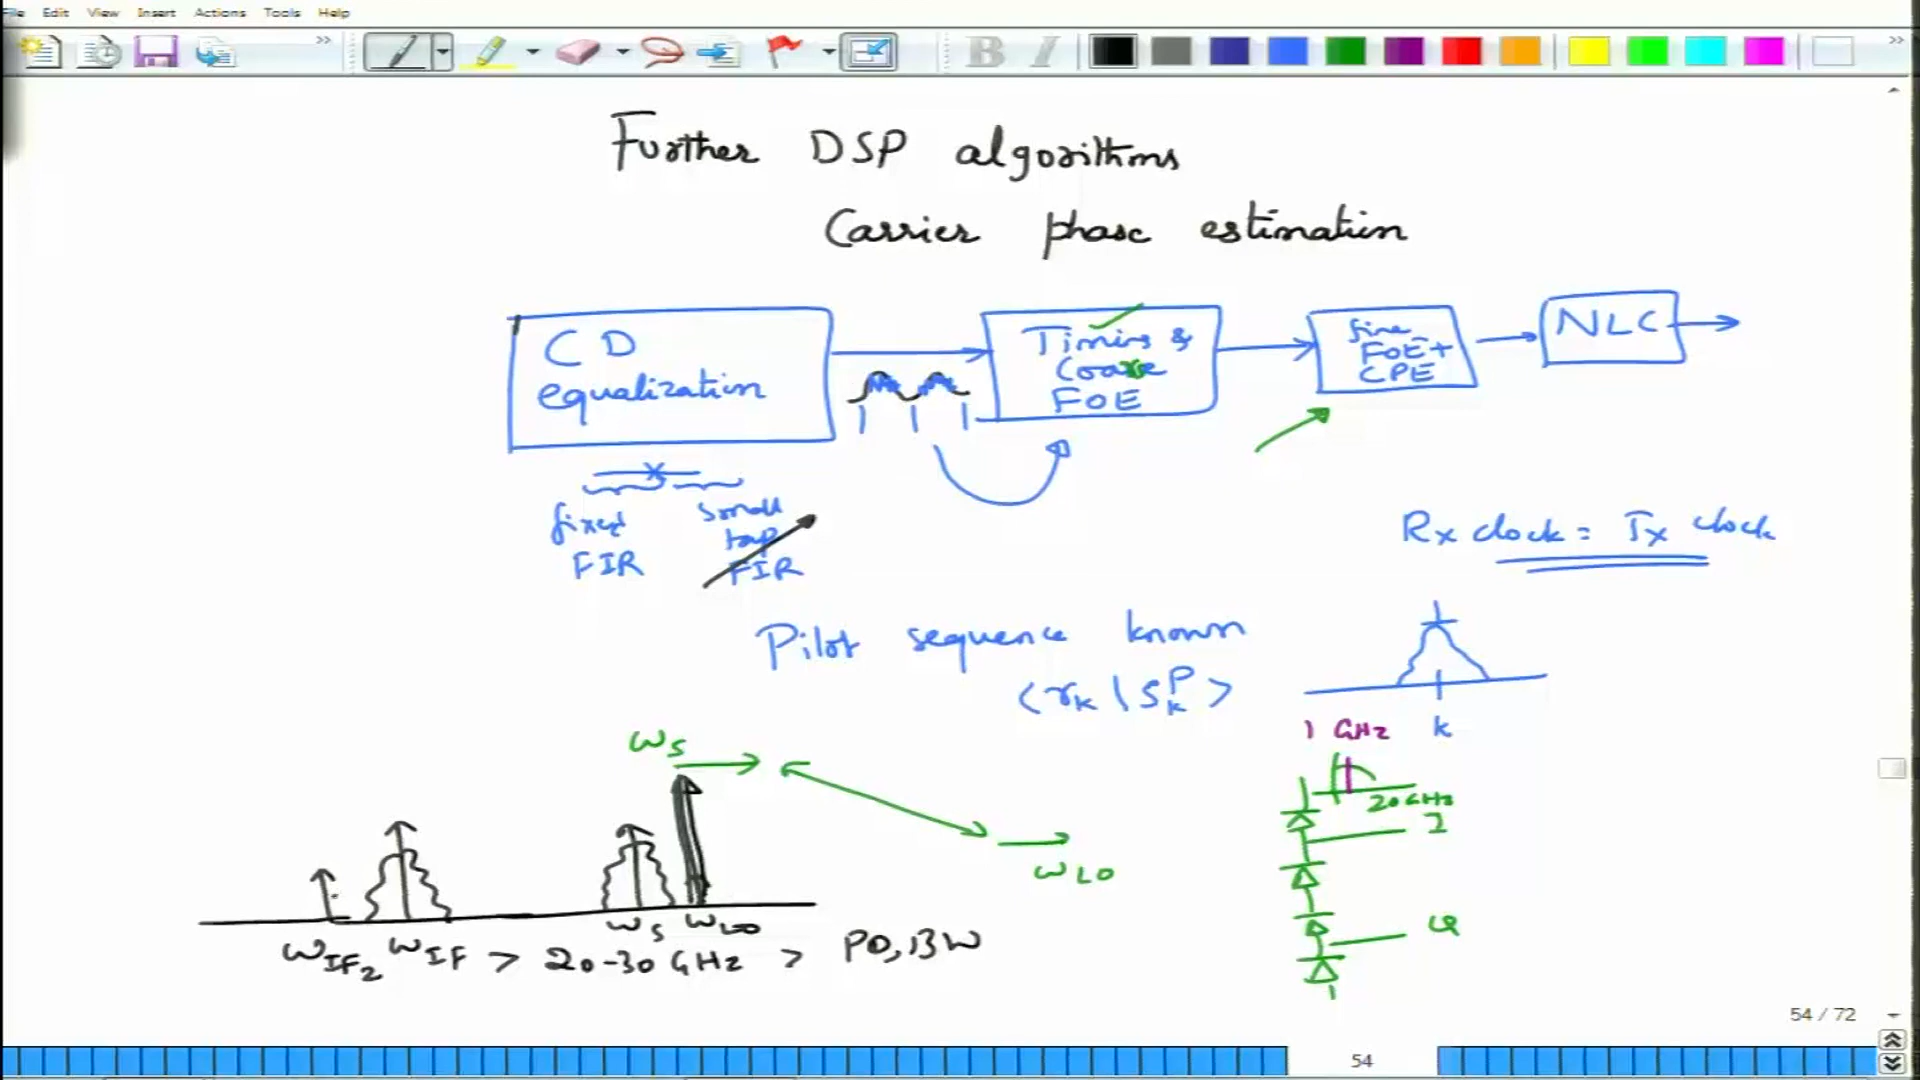 File Edit View Insert Actions Tools Help
B I
Further DSP algorithms
Carrier phase estimation
CD equalization
Timing & Coarse FOE
fine FOE + CPE
NLC
fixed FIR
small tap FIR
Rx clock = Tx clock
Pilot sequence known
⟨rk | Sk^P⟩
k
1 GHz
20 GHz
I
Q
ωS
ωLO
ωS ωLO
ωIF2 ωIF > 20-30 GHz > PD, BW
54 / 72
54